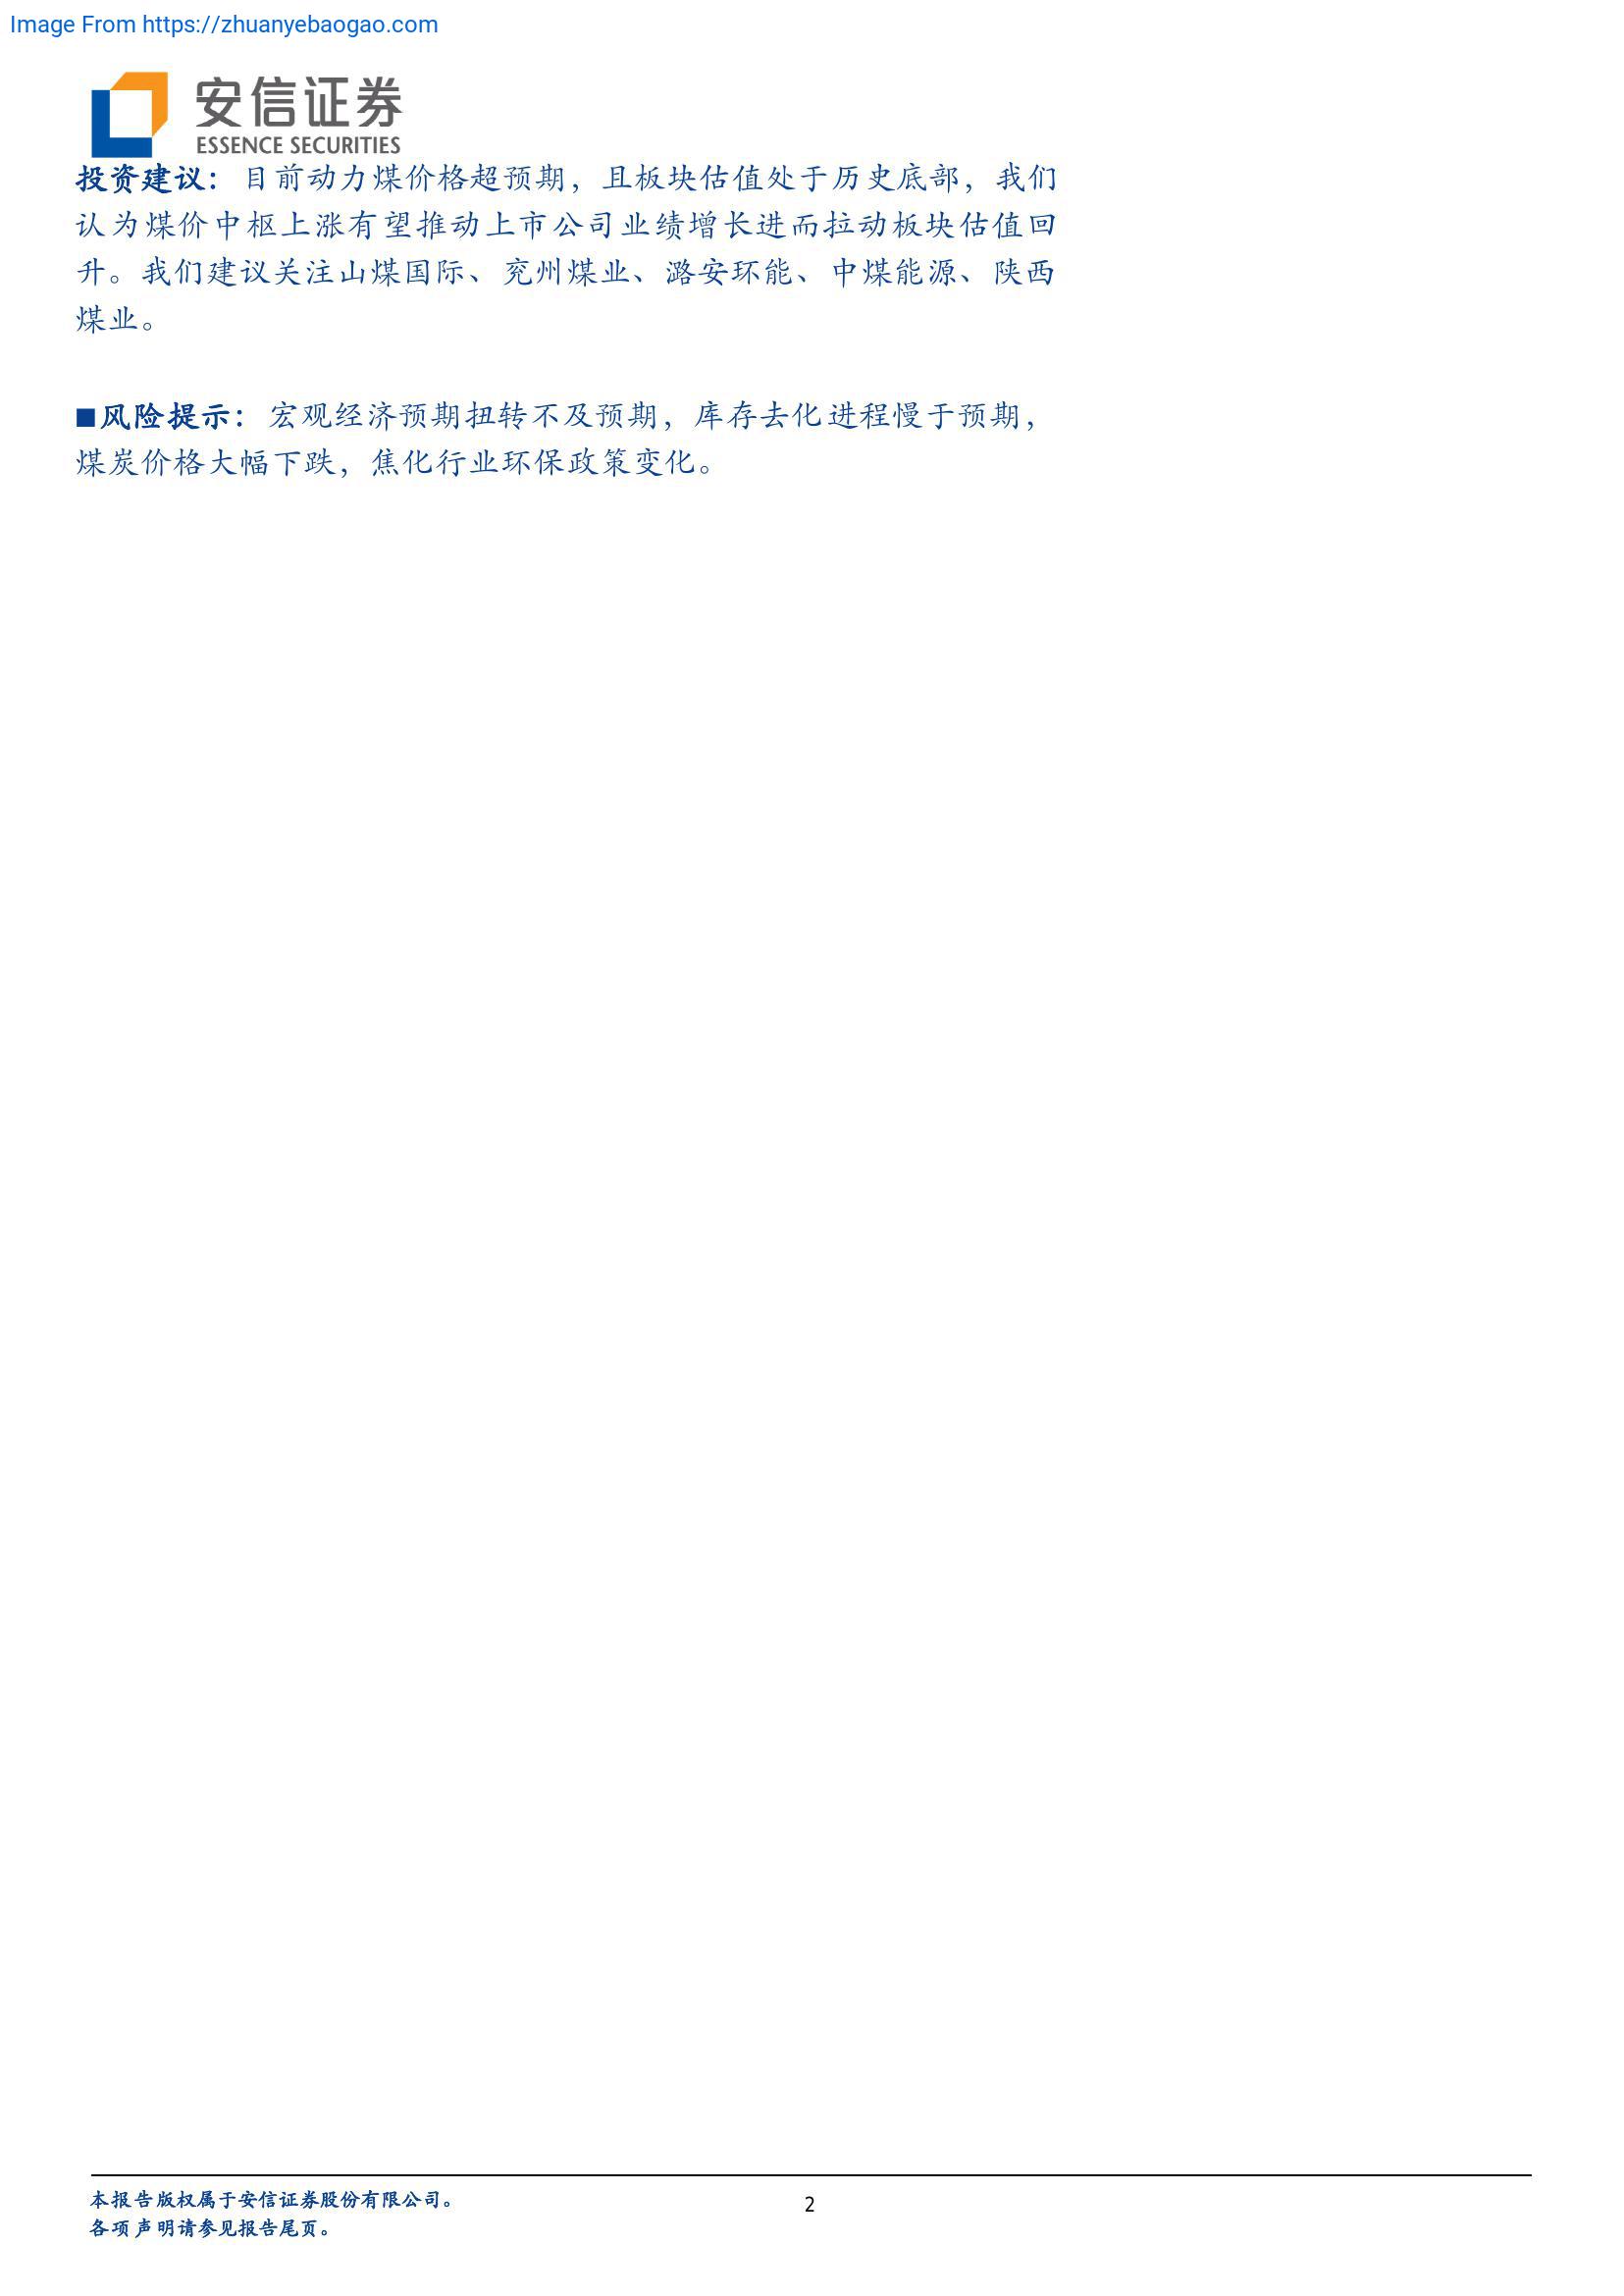 Image From https://zhuanyebaogao.com
安信证券
ESSENCE SECURITIES
投资建议：目前动力煤价格超预期，且板块估值处于历史底部，我们
认为煤价中枢上涨有望推动上市公司业绩增长进而拉动板块估值回
升。我们建议关注山煤国际、兖州煤业、潞安环能、中煤能源、陕西
煤业。
■风险提示：宏观经济预期扭转不及预期，库存去化进程慢于预期，
煤炭价格大幅下跌，焦化行业环保政策变化。
本报告版权属于安信证券股份有限公司。
2
各项声明请参见报告尾页。